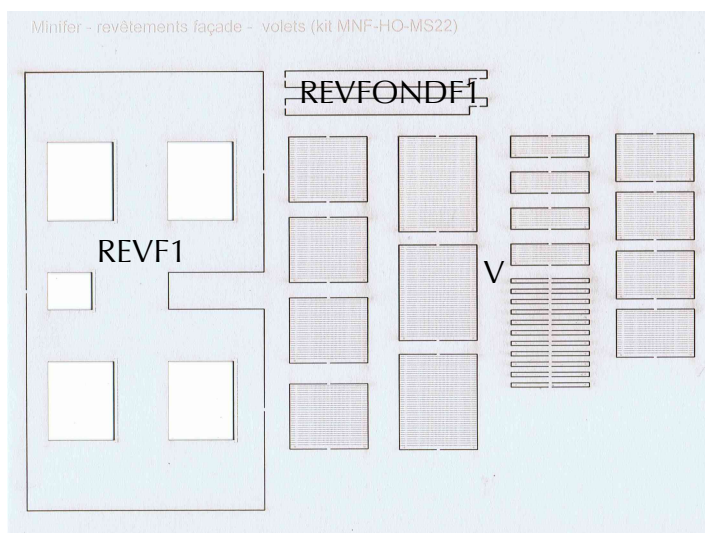 Minifer - revêtements façade - volets (kit MNF-HO-MS22)
REVFONDF1
REVF1
V